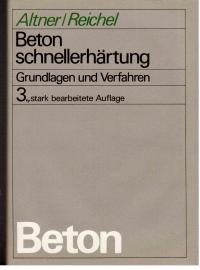 Altner/Reichel
Beton
schnellerhärtung
Grundlagen und Verfahren
3., stark bearbeitete Auflage
Beton